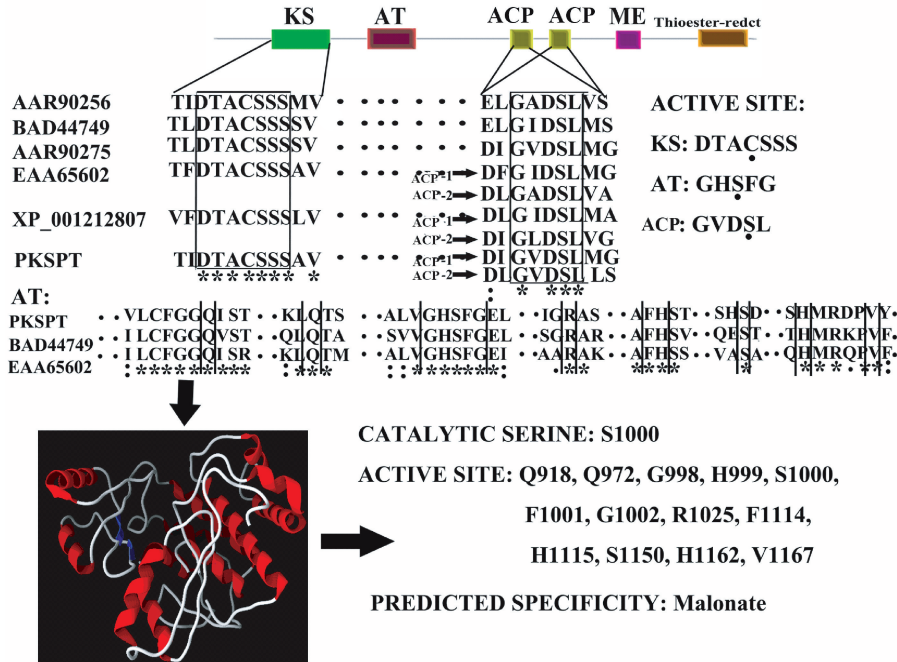 KS AT ACP ACP ME Thioester-redct
AAR90256 TIDTACSSSMV • • • • • • • • • ELGADSLVS
BAD44749 TLDTACSSSSV • • • • • • • • • ELGIDSLMS
AAR90275 TLDTACSSSSV • • • • • • • • • DIGVDSLMG
EAA65602 TFDTACSSSAV • • • • • • • • • ACP-1 DFGIDSLMG
ACP-2 DLGADSLVA
XP_001212807 VFDTACSSSLV • • • • • • • • • ACP-1 DLGIDSLMA
ACP-2 DIGLDSLVG
PKSPT TIDTACSSSAV • • • • • • • • • ACP-1 DIGVDSLMG
ACP-2 DLGVDSLLS
******** * : * ***
ACTIVE SITE:
KS: DTACSSS
AT: GHSFG
ACP: GVDSL
AT:
PKSPT ·VLCFGGQIST ··KLQTS ··ALVGHSFGELI ··IGRAS ··AFHST ··SHSD ··SHMRDPVY·
BAD44749 ·ILCFGGQVST ··QLQTA ··SVVGHSFGELI ··SGRAR ··AFHSV ··QEST ··THMRKPVF·
EAA65602 ·ILCFGGQISR ··KLQTM ··ALVGHSFGEI ··AARAK ··AFHSS ··VASA ··QHMRQPVF·
CATALYTIC SERINE: S1000
ACTIVE SITE: Q918, Q972, G998, H999, S1000,
F1001, G1002, R1025, F1114,
H1115, S1150, H1162, V1167
PREDICTED SPECIFICITY: Malonate